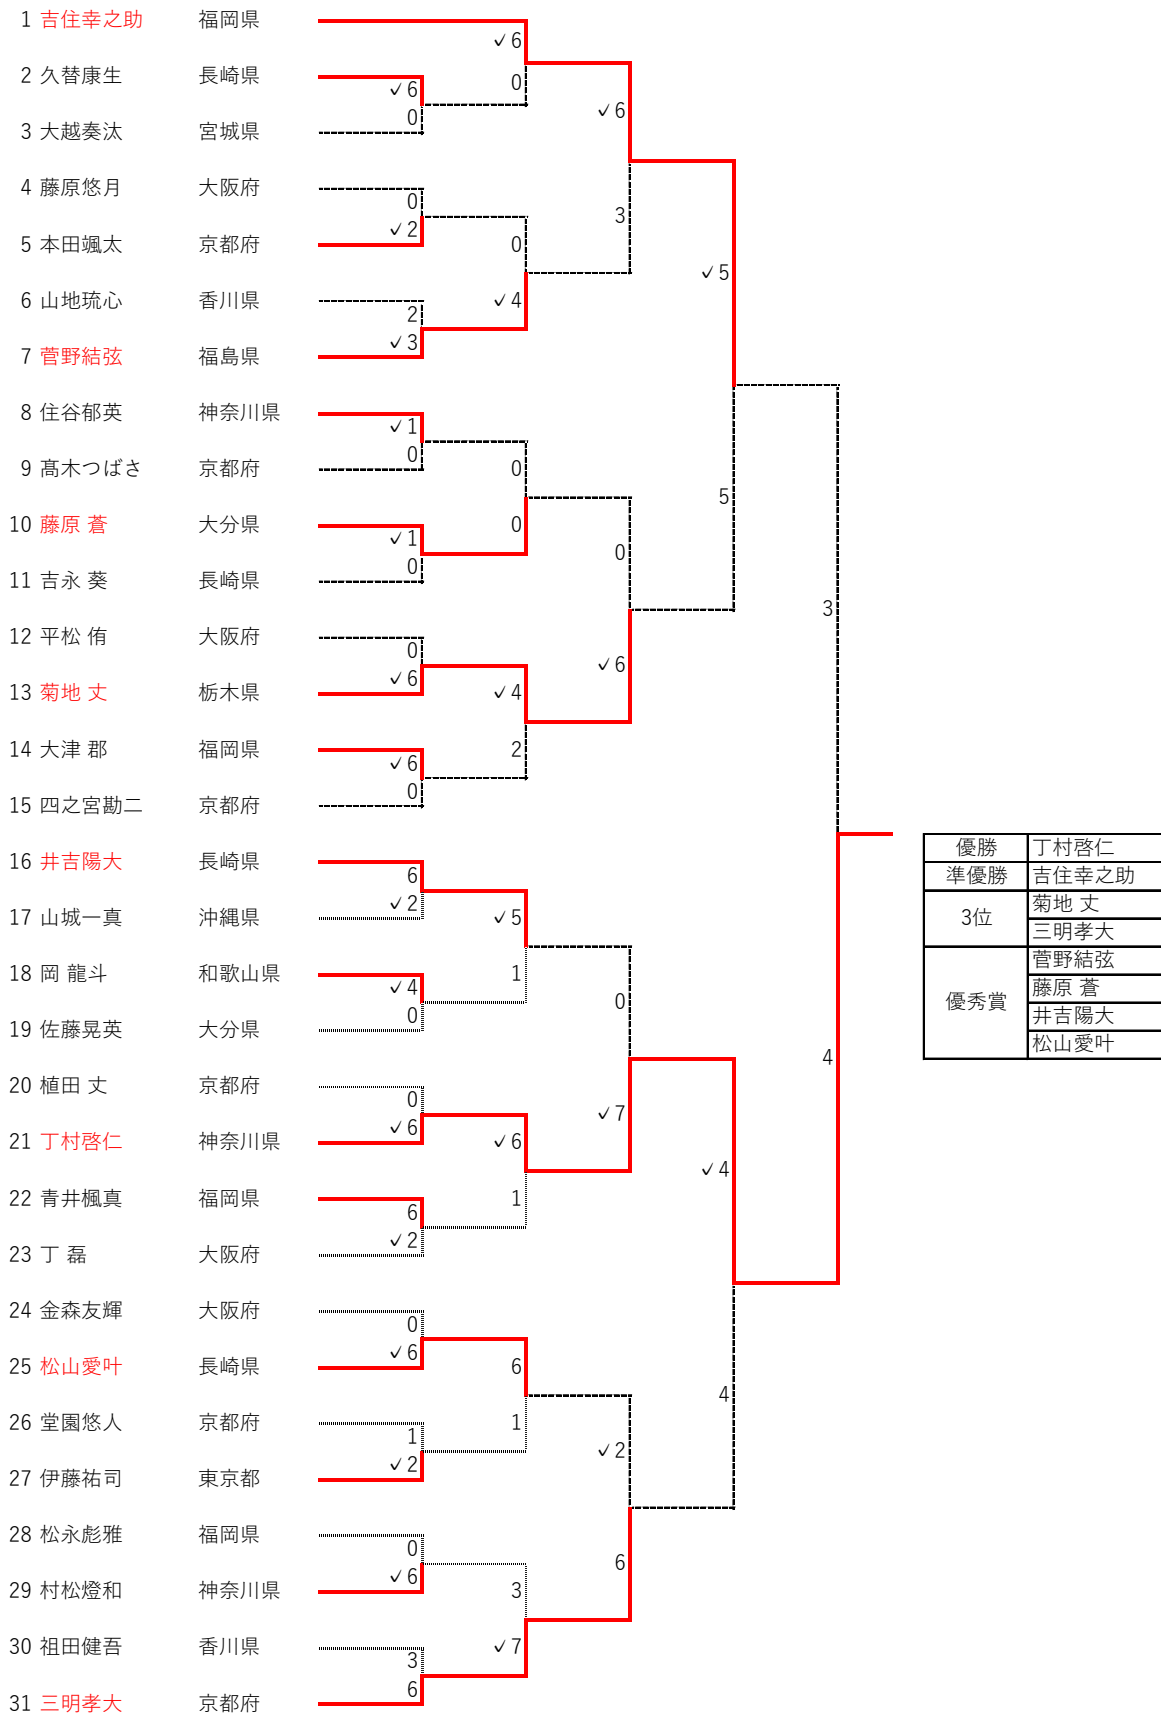 1 吉住幸之助 福岡県
✓6
2 久替康生 長崎県
0
✓6
✓6
0
3 大越奏汰 宮城県
4 藤原悠月 大阪府
0
3
✓2
5 本田颯太 京都府
0
✓5
6 山地琉心 香川県
✓4
2
✓3
7 菅野結弦 福島県
8 住谷郁英 神奈川県
✓1
0
9 髙木つばさ 京都府
0
5
10 藤原 蒼 大分県
0
✓1
0
0
11 吉永 葵 長崎県
3
12 平松 侑 大阪府
0
✓6
✓6
13 菊地 丈 栃木県
✓4
14 大津 郡 福岡県
2
✓6
0
15 四之宮勘二 京都府
優勝 丁村啓仁
16 井吉陽大 長崎県
6
準優勝 吉住幸之助
✓2
3位 菊地 丈
17 山城一真 沖縄県
✓5
三明孝大
優秀賞 菅野結弦
18 岡 龍斗 和歌山県
1
✓4
藤原 蒼
0
0
井吉陽大
19 佐藤晃英 大分県
松山愛叶
4
20 植田 丈 京都府
0
✓7
✓6
21 丁村啓仁 神奈川県
✓6
✓4
22 青井楓真 福岡県
1
6
✓2
23 丁 磊 大阪府
24 金森友輝 大阪府
0
✓6
25 松山愛叶 長崎県
6
4
26 堂園悠人 京都府
1
1
✓2
✓2
27 伊藤祐司 東京都
28 松永彪雅 福岡県
0
6
✓6
29 村松燈和 神奈川県
3
30 祖田健吾 香川県
✓7
3
6
31 三明孝大 京都府